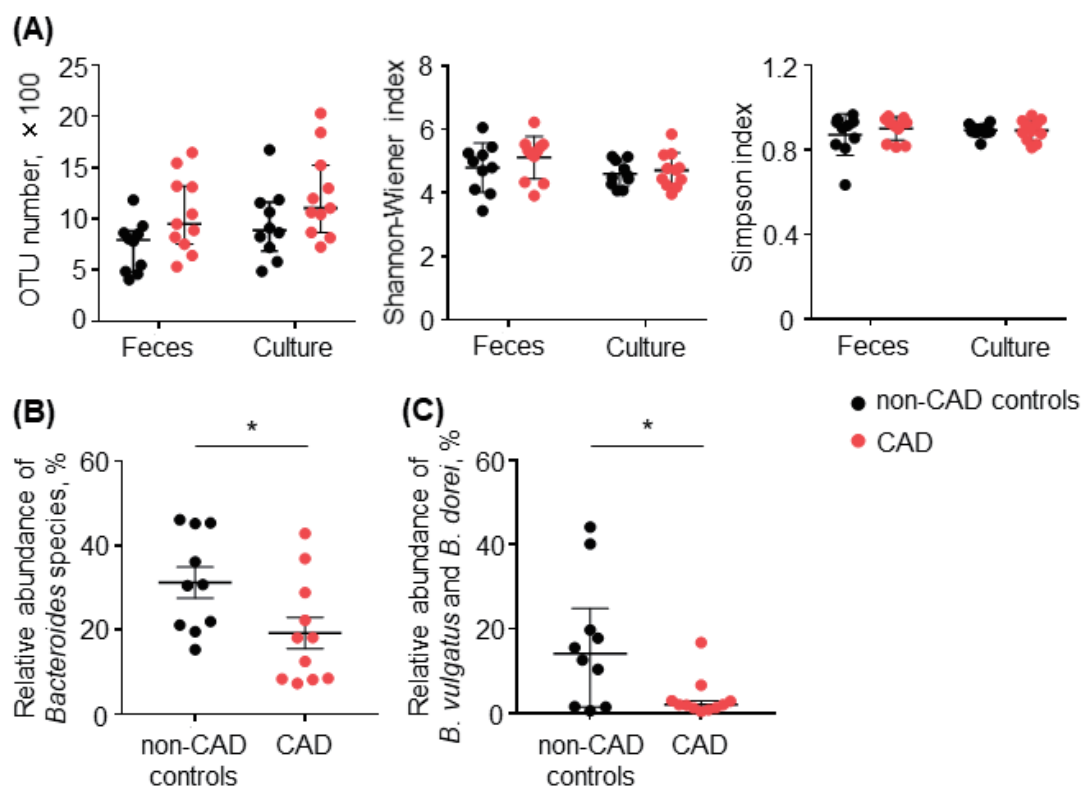 (A)
OTU number, ×100
25
20
15
10
5
0
Feces
Culture
Shannon-Wiener index
8
6
4
2
0
Feces
Culture
Simpson index
1.2
0.8
0.4
0
Feces
Culture
non-CAD controls
CAD
(B)
Relative abundance of
Bacteroides species, %
60
40
20
0
*
non-CAD
controls
CAD
(C)
Relative abundance of
B. vulgatus and B. dorei, %
60
40
20
0
*
non-CAD
controls
CAD